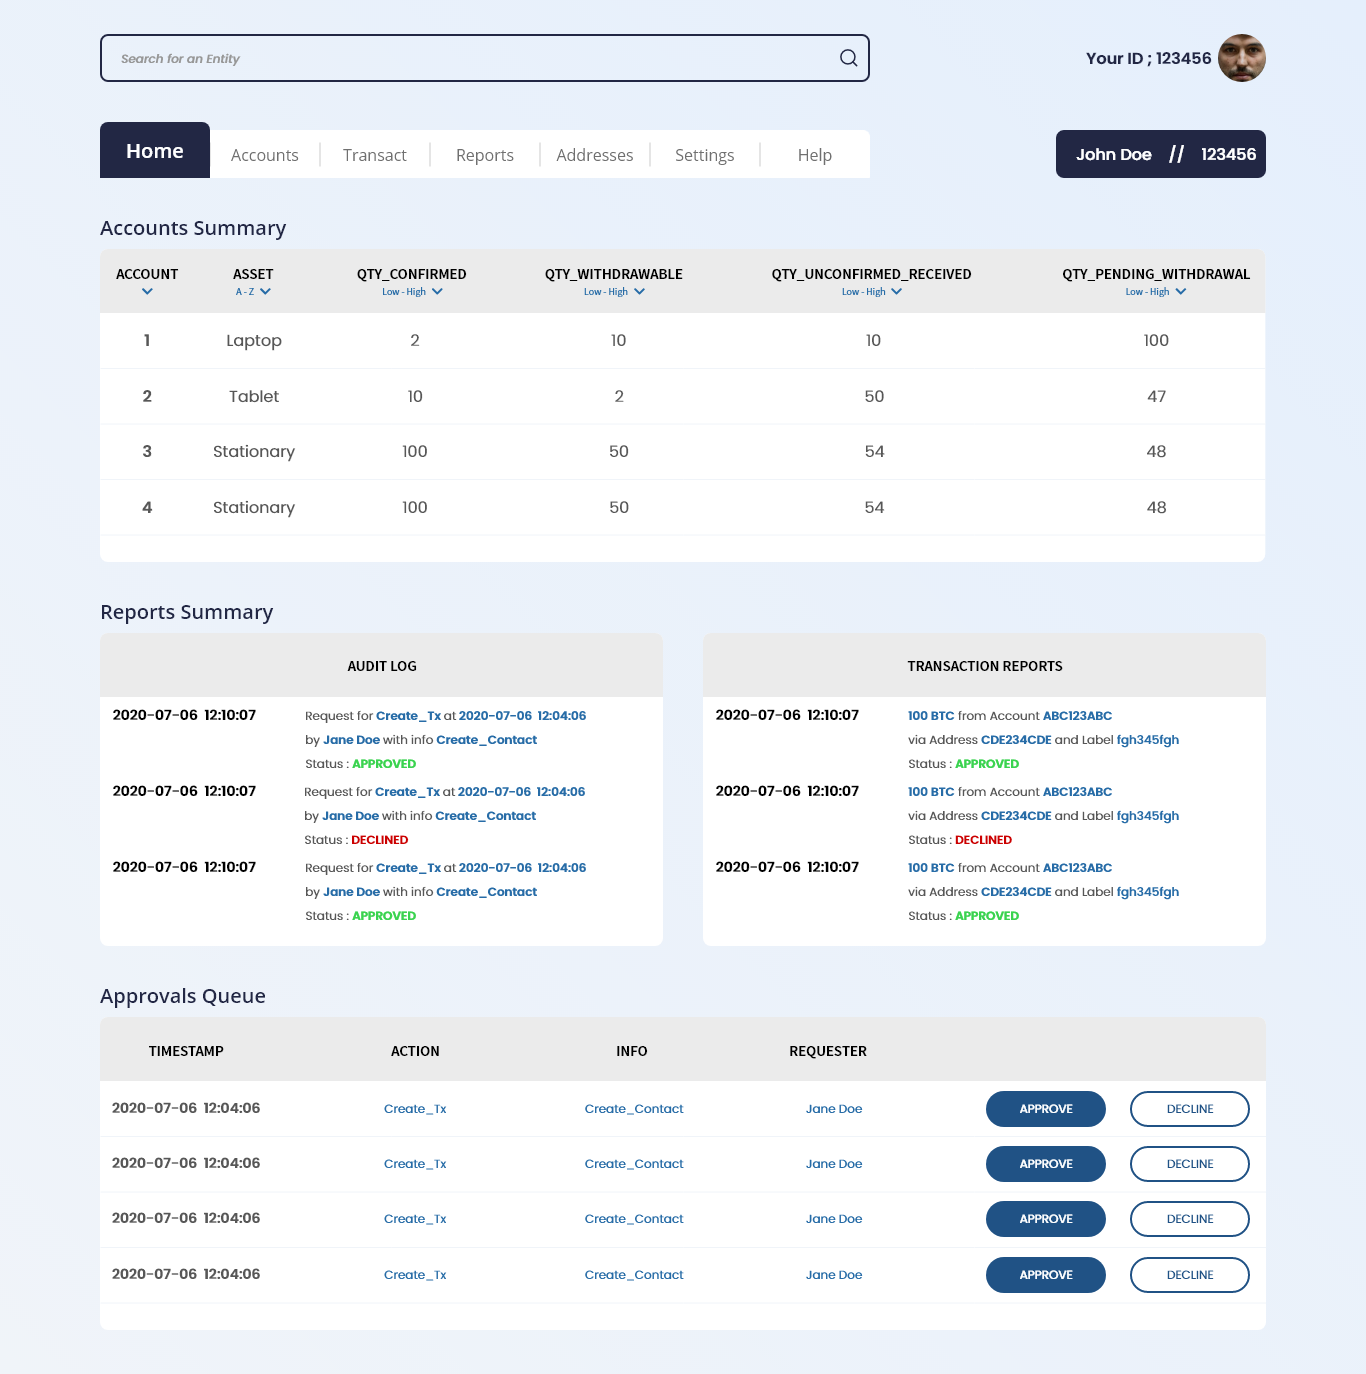 Search for an Entity
Your ID ; 123456
Home Accounts Transact Reports Addresses Settings Help
John Doe // 123456
Accounts Summary
ACCOUNT ASSET QTY_CONFIRMED QTY_WITHDRAWABLE QTY_UNCONFIRMED_RECEIVED QTY_PENDING_WITHDRAWAL
A - Z Low - High Low - High Low - High Low - High
1 Laptop 2 10 10 100
2 Tablet 10 2 50 47
3 Stationary 100 50 54 48
4 Stationary 100 50 54 48
Reports Summary
AUDIT LOG
2020-07-06 12:10:07 Request for Create_Tx at 2020-07-06 12:04:06
by Jane Doe with info Create_Contact
Status : APPROVED
2020-07-06 12:10:07 Request for Create_Tx at 2020-07-06 12:04:06
by Jane Doe with info Create_Contact
Status : DECLINED
2020-07-06 12:10:07 Request for Create_Tx at 2020-07-06 12:04:06
by Jane Doe with info Create_Contact
Status : APPROVED
TRANSACTION REPORTS
2020-07-06 12:10:07 100 BTC from Account ABC123ABC
via Address CDE234CDE and Label fgh345fgh
Status : APPROVED
2020-07-06 12:10:07 100 BTC from Account ABC123ABC
via Address CDE234CDE and Label fgh345fgh
Status : DECLINED
2020-07-06 12:10:07 100 BTC from Account ABC123ABC
via Address CDE234CDE and Label fgh345fgh
Status : APPROVED
Approvals Queue
TIMESTAMP ACTION INFO REQUESTER
2020-07-06 12:04:06 Create_Tx Create_Contact Jane Doe APPROVE DECLINE
2020-07-06 12:04:06 Create_Tx Create_Contact Jane Doe APPROVE DECLINE
2020-07-06 12:04:06 Create_Tx Create_Contact Jane Doe APPROVE DECLINE
2020-07-06 12:04:06 Create_Tx Create_Contact Jane Doe APPROVE DECLINE